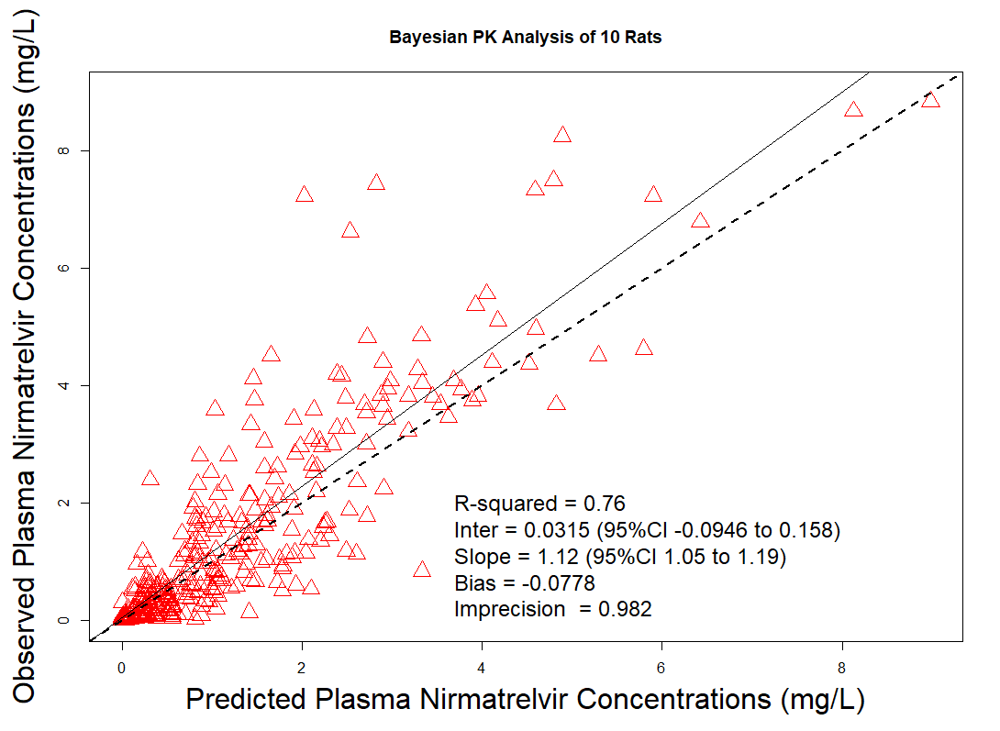 Bayesian PK Analysis of 10 Rats
Observed Plasma Nirmatrelvir Concentrations (mg/L)
8
6
4
2
0
R-squared = 0.76
Inter = 0.0315 (95%CI -0.0946 to 0.158)
Slope = 1.12 (95%CI 1.05 to 1.19)
Bias = -0.0778
Imprecision  = 0.982
0 2 4 6 8
Predicted Plasma Nirmatrelvir Concentrations (mg/L)